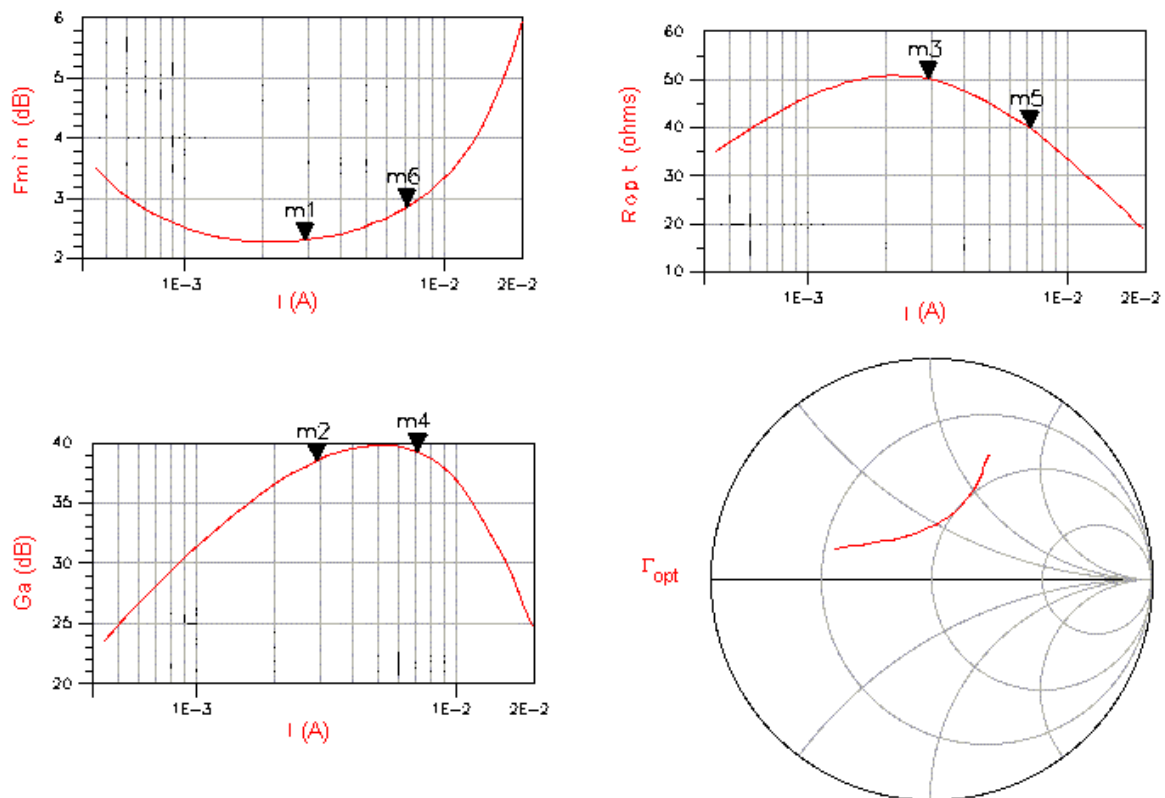 6
5
4
3
2
Fmin (dB)
m1
m6
1E-3
1E-2
2E-2
I (A)
60
50
40
30
20
10
Ropt (ohms)
m3
m5
1E-3
1E-2
2E-2
I (A)
40
35
30
25
20
Ga (dB)
m2
m4
1E-3
1E-2
2E-2
I (A)
Γopt